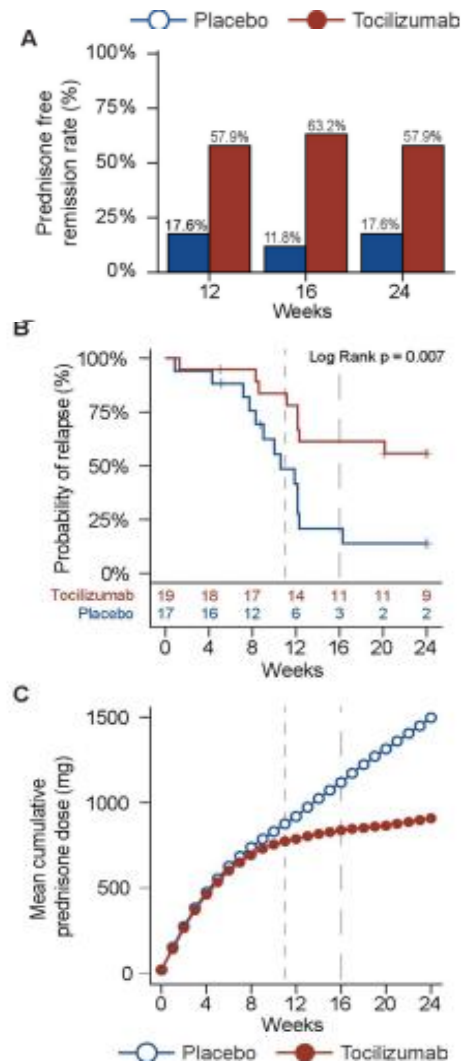 Placebo Tocilizumab
A
Prednisone free
remission rate (%)
100%
75%
50%
25%
0%
17.6% 57.9% 11.8% 63.2% 17.6% 57.9%
12 16 24
Weeks
B
Probability of relapse (%)
100%
75%
50%
25%
0%
Log Rank p = 0.007
Tocilizumab 19 18 17 14 11 11 9
Placebo 17 16 12 6 3 2 2
0 4 8 12 16 20 24
Weeks
C
Mean cumulative
prednisone dose (mg)
1500
1000
500
0
0 4 8 12 16 20 24
Weeks
Placebo Tocilizumab